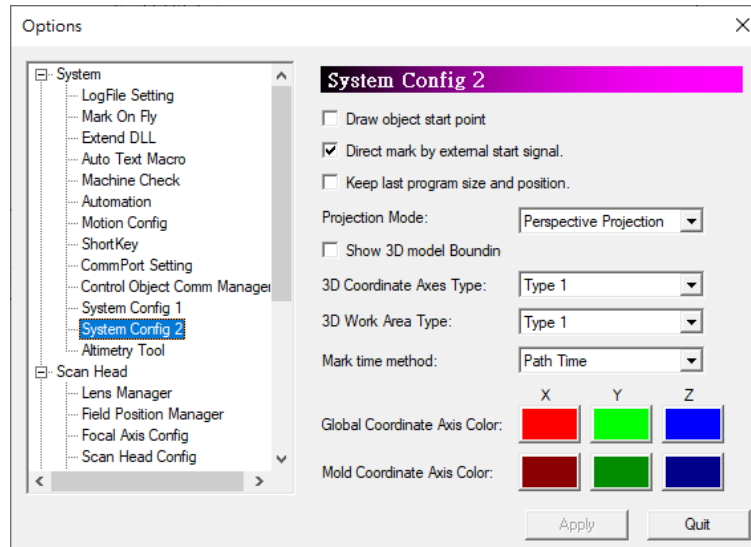 Options
System
LogFile Setting
Mark On Fly
Extend DLL
Auto Text Macro
Machine Check
Automation
Motion Config
ShortKey
CommPort Setting
Control Object Comm Manager
System Config 1
System Config 2
Altimetry Tool
Scan Head
Lens Manager
Field Position Manager
Focal Axis Config
Scan Head Config
System Config 2
Draw object start point
Direct mark by external start signal.
Keep last program size and position.
Projection Mode: Perspective Projection
Show 3D model Boundin
3D Coordinate Axes Type: Type 1
3D Work Area Type: Type 1
Mark time method: Path Time
X Y Z
Global Coordinate Axis Color:
Mold Coordinate Axis Color:
Apply Quit